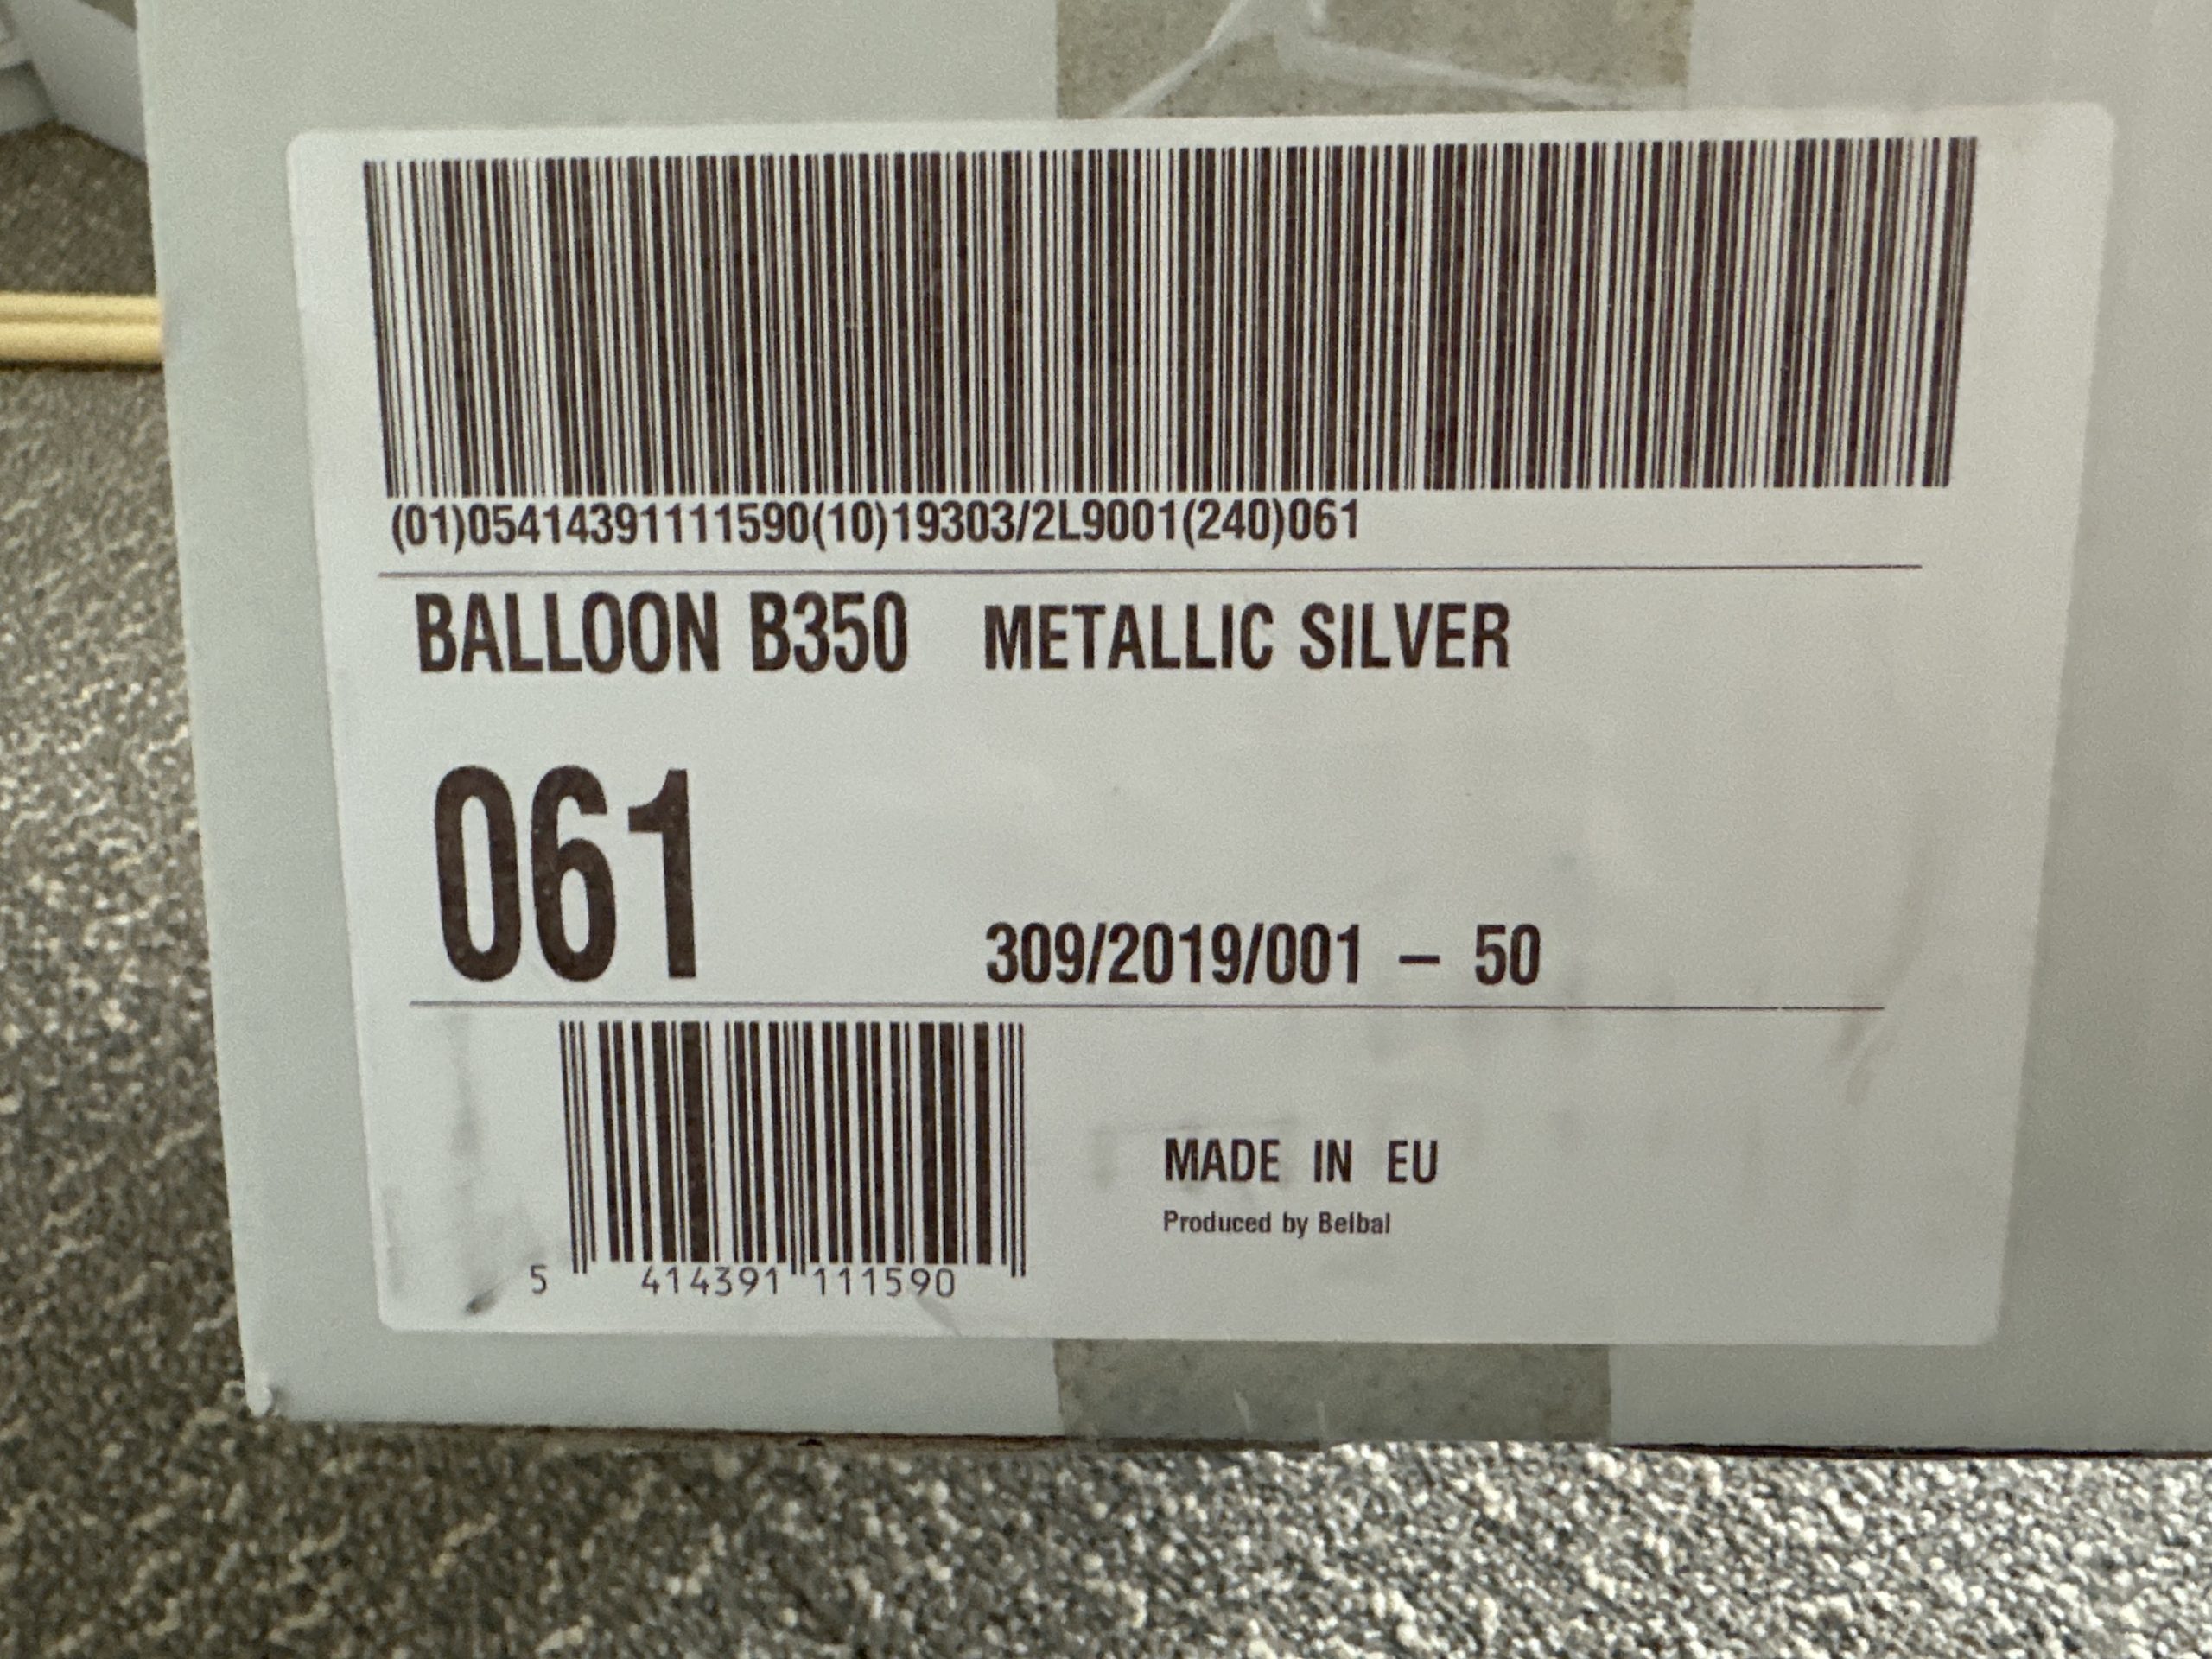 (01)05414391111590(10)19303/2L9001(240)061
BALLOON B350 METALLIC SILVER
061
309/2019/001 – 50
MADE IN EU
Produced by Belbal
5 414391 111590